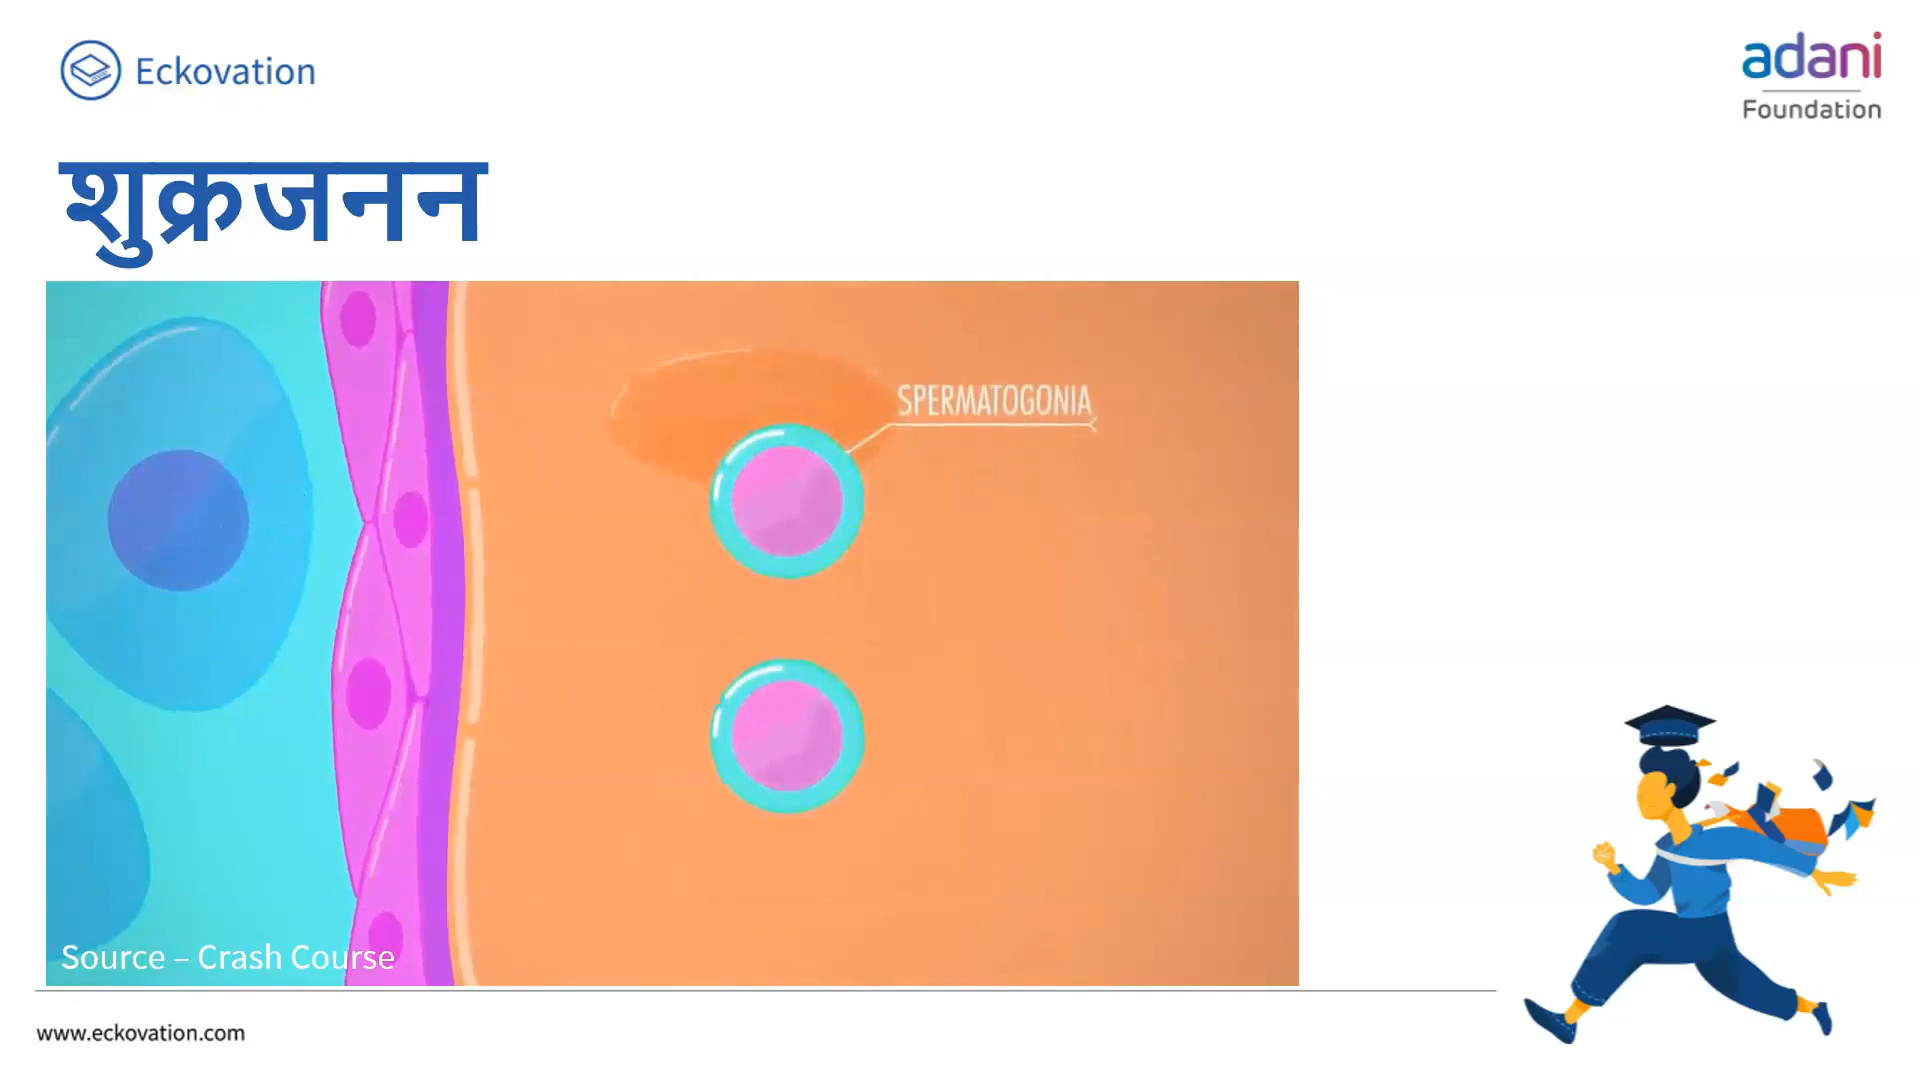 Eckovation
adani
Foundation
शुक्रजनन
SPERMATOGONIA
Source – Crash Course
www.eckovation.com